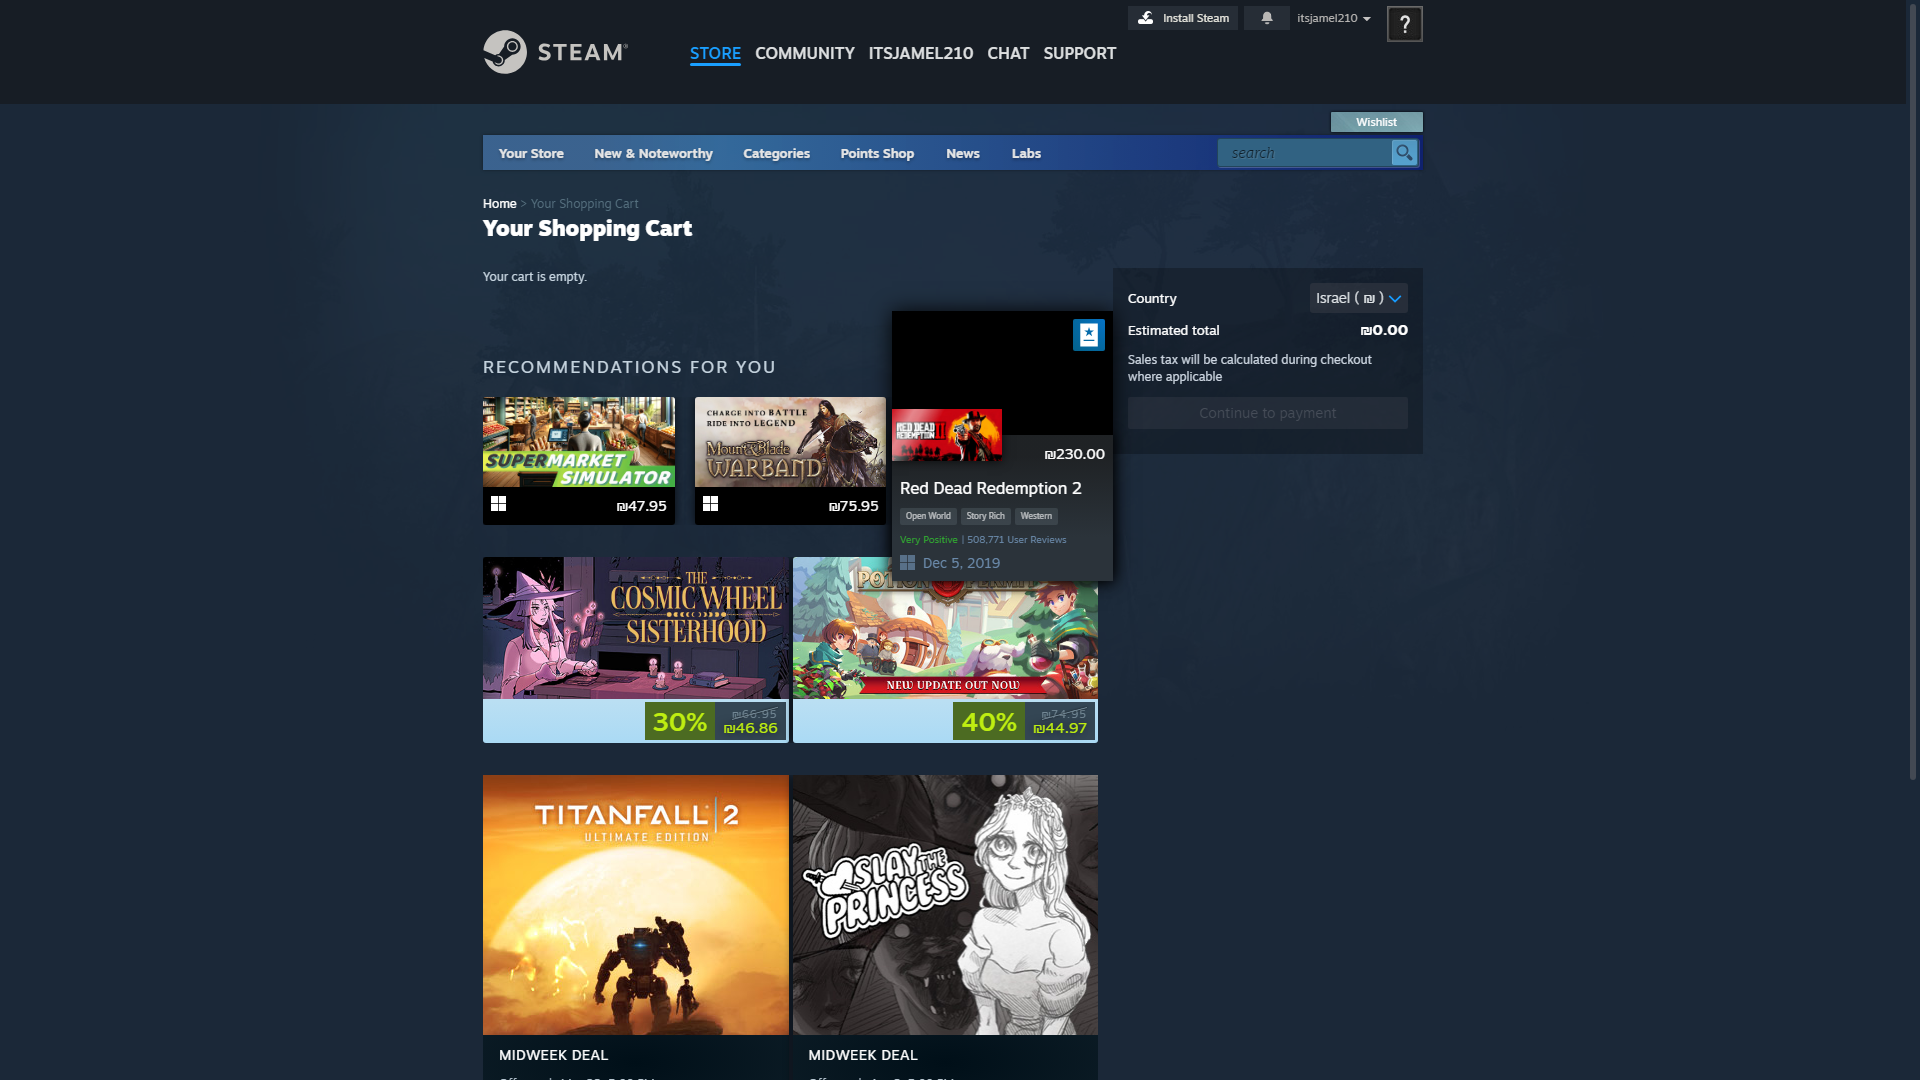 Install Steam
itsjamel210
?
STEAM
STORE COMMUNITY ITSJAMEL210 CHAT SUPPORT
Wishlist
Your Store New & Noteworthy Categories Points Shop News Labs
search
Home > Your Shopping Cart
Your Shopping Cart
Your cart is empty.
Country
Israel ( ₪ )
Estimated total
₪0.00
Sales tax will be calculated during checkout
where applicable
Continue to payment
RECOMMENDATIONS FOR YOU
SUPERMARKET
SIMULATOR
₪47.95
CHARGE INTO BATTLE
RIDE INTO LEGEND
Mount&Blade
WARBAND
₪75.95
RED DEAD
REDEMPTION II
₪230.00
Red Dead Redemption 2
Open World Story Rich Western
Very Positive | 508,771 User Reviews
Dec 5, 2019
THE
COSMIC WHEEL
SISTERHOOD
30%
₪66.95
₪46.86
NEW UPDATE OUT NOW
40%
₪74.95
₪44.97
TITANFALL 2
ULTIMATE EDITION
MIDWEEK DEAL
SLAY THE
PRINCESS
MIDWEEK DEAL